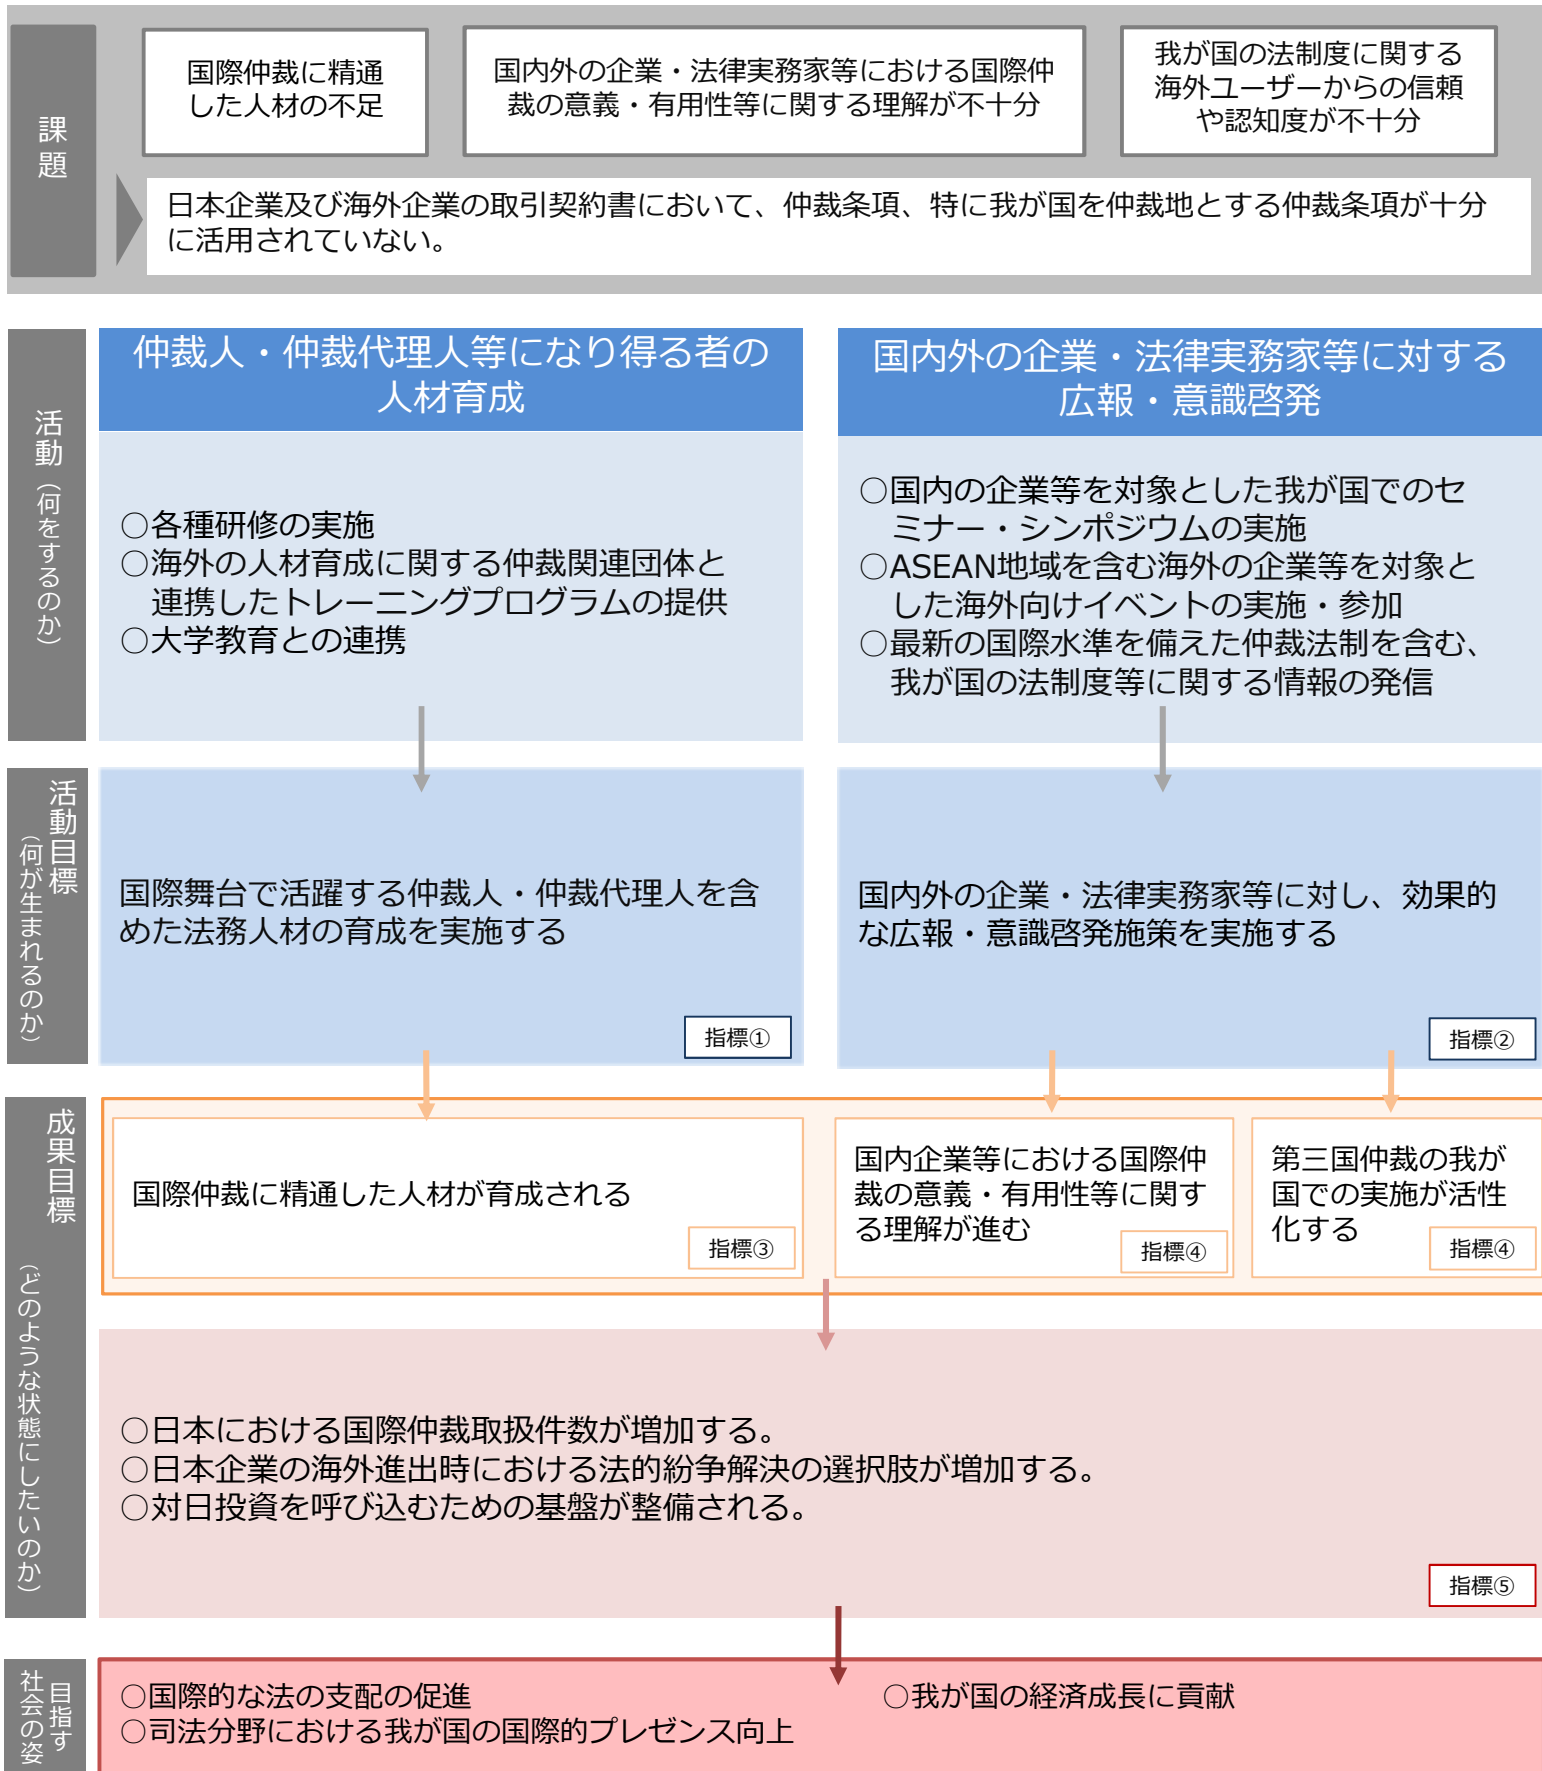 課題
国際仲裁に精通
した人材の不足
国内外の企業・法律実務家等における国際仲
裁の意義・有用性等に関する理解が不十分
我が国の法制度に関する
海外ユーザーからの信頼
や認知度が不十分
日本企業及び海外企業の取引契約書において、仲裁条項、特に我が国を仲裁地とする仲裁条項が十分
に活用されていない。
活動（何をするのか）
仲裁人・仲裁代理人等になり得る者の
人材育成
○各種研修の実施
○海外の人材育成に関する仲裁関連団体と
連携したトレーニングプログラムの提供
○大学教育との連携
国内外の企業・法律実務家等に対する
広報・意識啓発
○国内の企業等を対象とした我が国でのセ
ミナー・シンポジウムの実施
○ASEAN地域を含む海外の企業等を対象と
した海外向けイベントの実施・参加
○最新の国際水準を備えた仲裁法制を含む、
我が国の法制度等に関する情報の発信
活動目標
（何が生まれるのか）
国際舞台で活躍する仲裁人・仲裁代理人を含
めた法務人材の育成を実施する
指標①
国内外の企業・法律実務家等に対し、効果的
な広報・意識啓発施策を実施する
指標②
成果目標
（どのような状態にしたいのか）
国際仲裁に精通した人材が育成される
指標③
国内企業等における国際仲
裁の意義・有用性等に関す
る理解が進む
指標④
第三国仲裁の我が
国での実施が活性
化する
指標④
○日本における国際仲裁取扱件数が増加する。
○日本企業の海外進出時における法的紛争解決の選択肢が増加する。
○対日投資を呼び込むための基盤が整備される。
指標⑤
目指す
社会の姿
○国際的な法の支配の促進
○司法分野における我が国の国際的プレゼンス向上
○我が国の経済成長に貢献